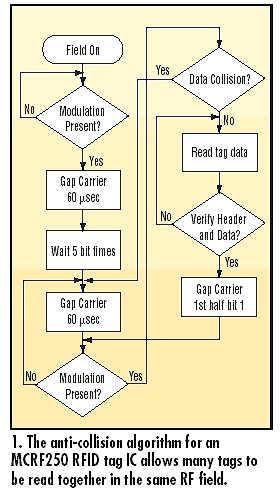 Field On
Modulation
Present?
No
Yes
Gap Carrier
60 µsec
Wait 5 bit times
Gap Carrier
60 µsec
Modulation
Present?
No
Yes
Data Collision?
Yes
No
Read tag data
Verify Header
and Data?
No
Yes
Gap Carrier
1st half bit 1
1. The anti-collision algorithm for an
MCRF250 RFID tag IC allows many tags to
be read together in the same RF field.